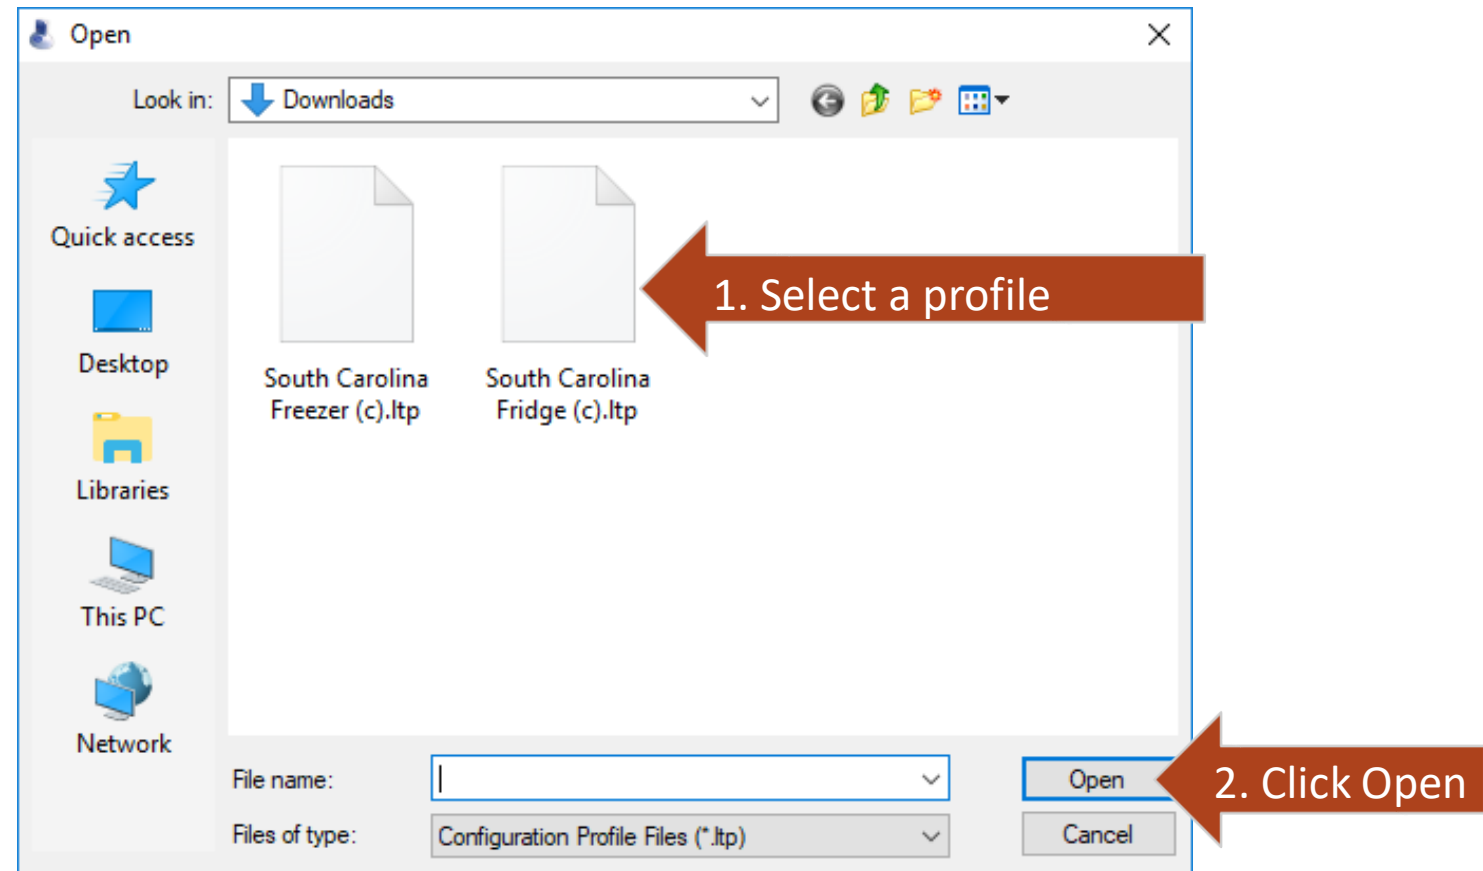 Open
Look in:
Downloads
Quick access
Desktop
Libraries
This PC
Network
South Carolina
Freezer (c).ltp
South Carolina
Fridge (c).ltp
1. Select a profile
File name:
Open
2. Click Open
Files of type:
Configuration Profile Files (*.ltp)
Cancel